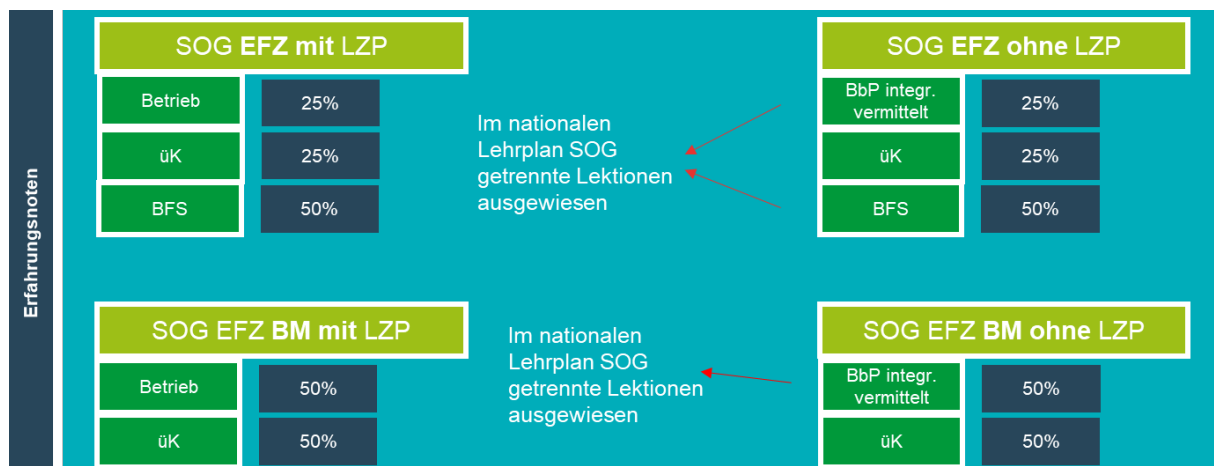 Erfahrungsnoten
SOG EFZ mit LZP
Betrieb
25%
üK
25%
BFS
50%
Im nationalen
Lehrplan SOG
getrennte Lektionen
ausgewiesen
SOG EFZ ohne LZP
BbP integr.
vermittelt
25%
üK
25%
BFS
50%
SOG EFZ BM mit LZP
Betrieb
50%
üK
50%
Im nationalen
Lehrplan SOG
getrennte Lektionen
ausgewiesen
SOG EFZ BM ohne LZP
BbP integr.
vermittelt
50%
üK
50%